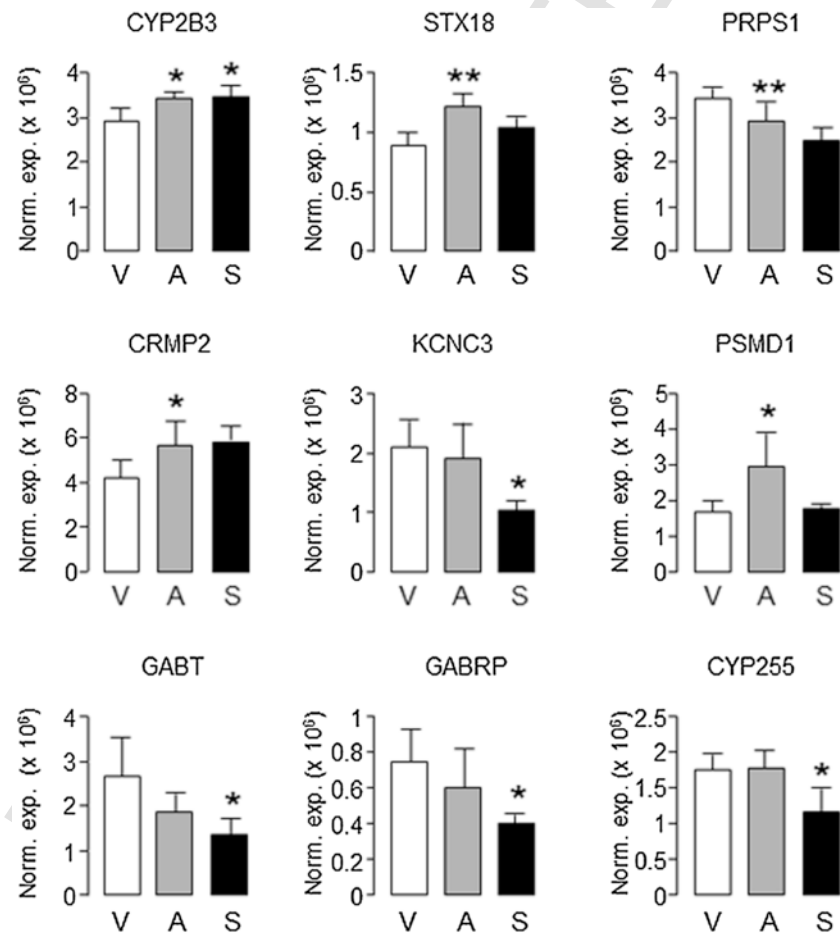 CYP2B3 STX18 PRPS1
Norm. exp. (x 10⁶) 4 3 2 1 0 * * V A S
Norm. exp. (x 10⁶) 1.5 1 0.5 0 ** V A S
Norm. exp. (x 10⁶) 4 3 2 1 0 ** V A S
CRMP2 KCNC3 PSMD1
Norm. exp. (x 10⁶) 8 6 4 2 0 * V A S
Norm. exp. (x 10⁶) 3 2 1 0 * V A S
Norm. exp. (x 10⁶) 5 4 3 2 1 0 * V A S
GABT GABRP CYP255
Norm. exp. (x 10⁶) 4 3 2 1 0 * V A S
Norm. exp. (x 10⁶) 1 0.8 0.6 0.4 0.2 0 * V A S
Norm. exp. (x 10⁶) 2.5 2 1.5 1 0.5 0 * V A S